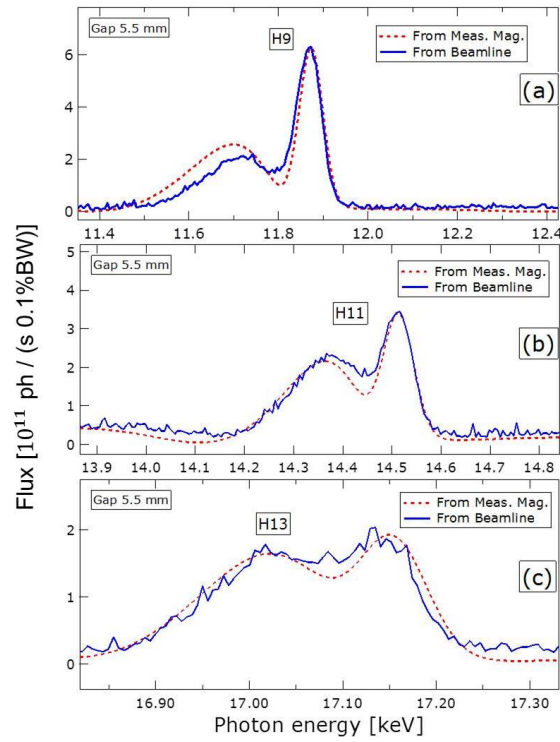 Gap 5.5 mm
H9
From Meas. Mag.
From Beamline
(a)
6
4
2
0
11.4 11.6 11.8 12.0 12.2 12.4
Gap 5.5 mm
H11
From Meas. Mag.
From Beamline
(b)
5
4
3
2
1
0
13.9 14.0 14.1 14.2 14.3 14.4 14.5 14.6 14.7 14.8
Gap 5.5 mm
H13
From Meas. Mag.
From Beamline
(c)
2
1
0
16.90 17.00 17.10 17.20 17.30
Flux [10¹¹ ph / (s 0.1%BW)]
Photon energy [keV]